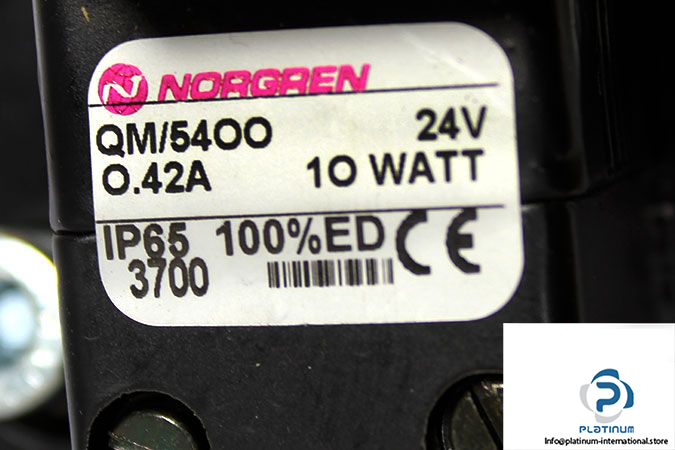 NORGREN
QM/5400 24V
0.42A 10 WATT
IP65 100%ED CE
3700
PLATINUM
Info@platinum-international.store